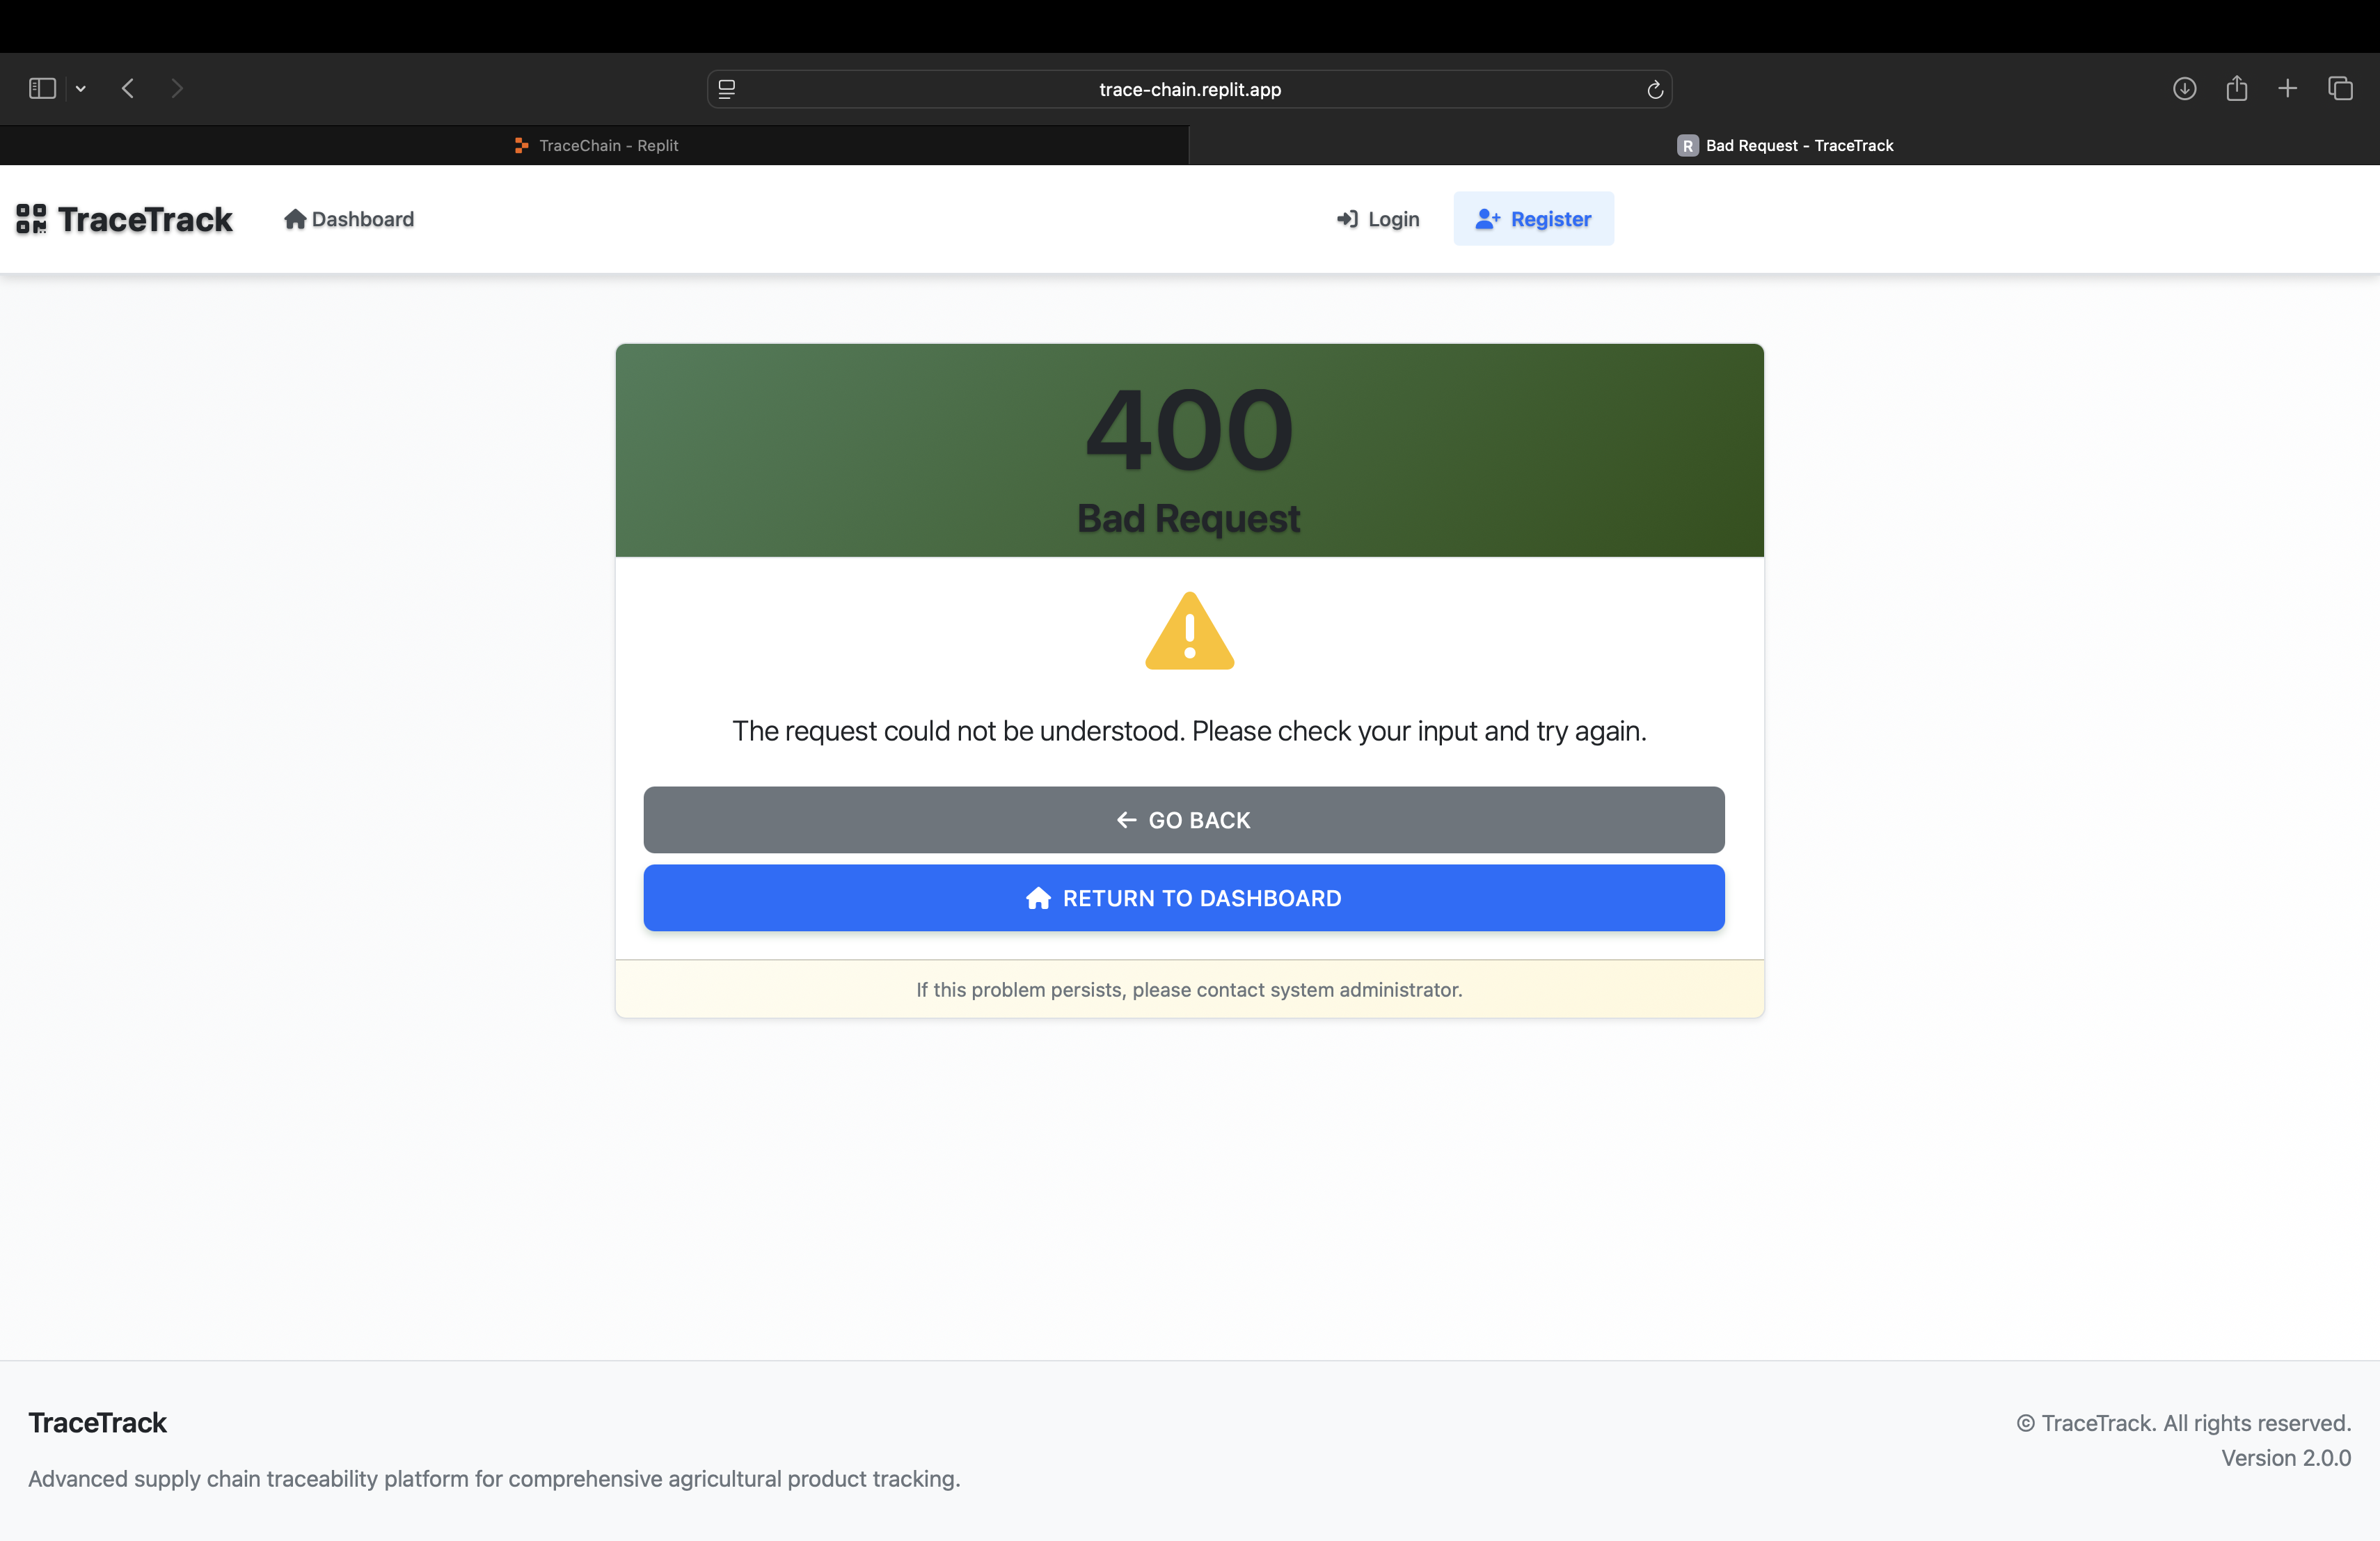 trace-chain.replit.app
TraceChain - Replit
R Bad Request - TraceTrack
TraceTrack Dashboard Login Register
400
Bad Request
The request could not be understood. Please check your input and try again.
GO BACK
RETURN TO DASHBOARD
If this problem persists, please contact system administrator.
TraceTrack
© TraceTrack. All rights reserved.
Version 2.0.0
Advanced supply chain traceability platform for comprehensive agricultural product tracking.